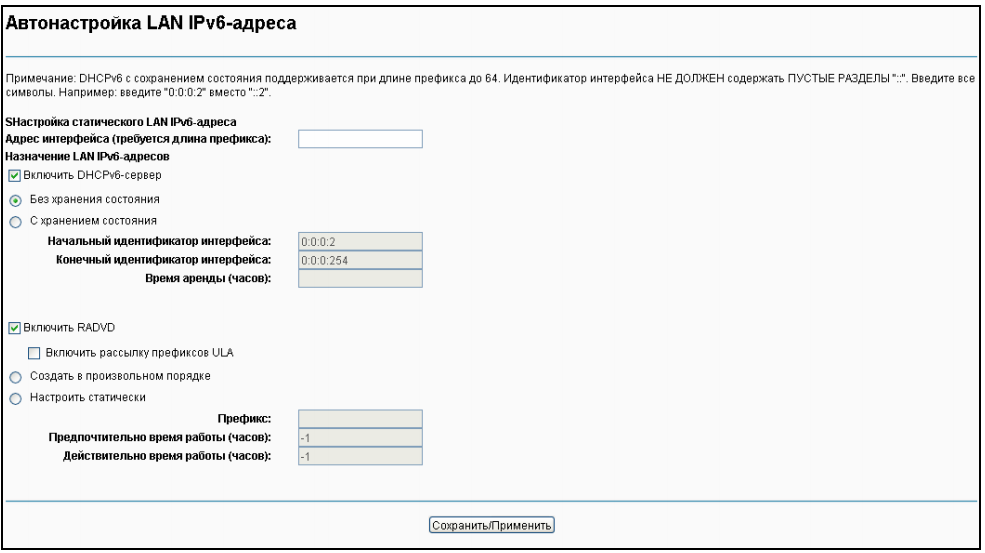 Автонастройка LAN IPv6-адреса
Примечание: DHCPv6 с сохранением состояния поддерживается при длине префикса до 64. Идентификатор интерфейса НЕ ДОЛЖЕН содержать ПУСТЫЕ РАЗДЕЛЫ "::". Введите все
символы. Например: введите "0:0:0:2" вместо "::2".
SНастройка статического LAN IPv6-адреса
Адрес интерфейса (требуется длина префикса):
Назначение LAN IPv6-адресов
Включить DHCPv6-сервер
Без хранения состояния
С хранением состояния
Начальный идентификатор интерфейса: 0:0:0:2
Конечный идентификатор интерфейса: 0:0:0:254
Время аренды (часов):
Включить RADVD
Включить рассылку префиксов ULA
Создать в произвольном порядке
Настроить статически
Префикс:
Предпочтительно время работы (часов): -1
Действительно время работы (часов): -1
Сохранить/Применить